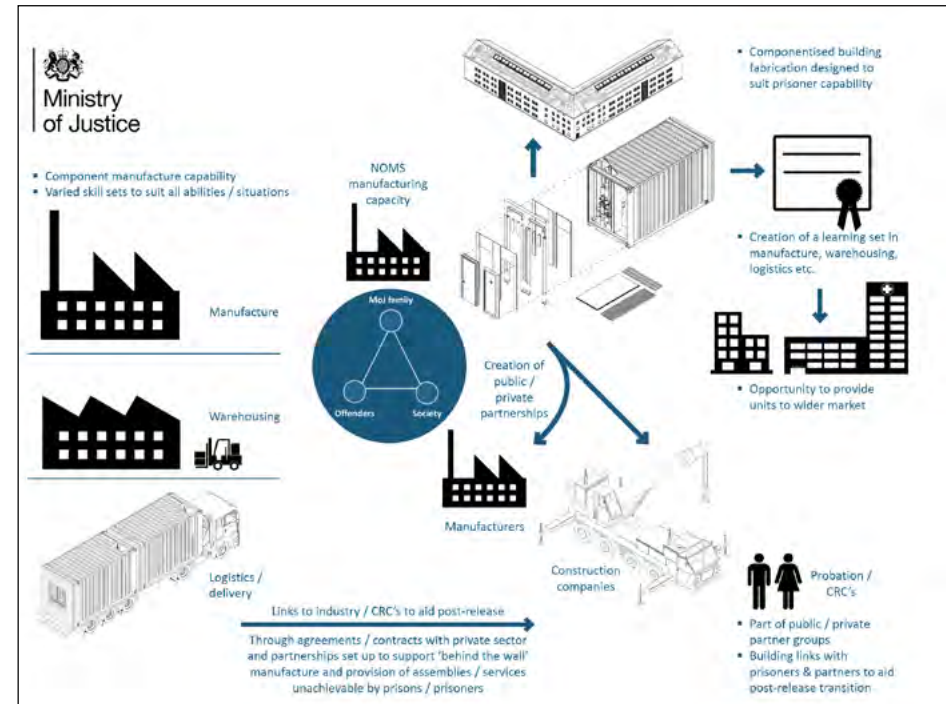 Ministry
of Justice
▪ Component manufacture capability
▪ Varied skill sets to suit all abilities / situations
Manufacture
Warehousing
Logistics /
delivery
NOMS
manufacturing
capacity
MoJ family
Offenders
Society
▪ Componentised building
fabrication designed to
suit prisoner capability
▪ Creation of a learning set in
manufacture, warehousing,
logistics etc.
▪ Opportunity to provide
units to wider market
Creation of
public /
private
partnerships
Manufacturers
Construction
companies
Links to industry / CRC's to aid post-release
Through agreements / contracts with private sector
and partnerships set up to support 'behind the wall'
manufacture and provision of assemblies / services
unachievable by prisons / prisoners
Probation /
CRC's
▪ Part of public / private
partner groups
▪ Building links with
prisoners & partners to aid
post-release transition